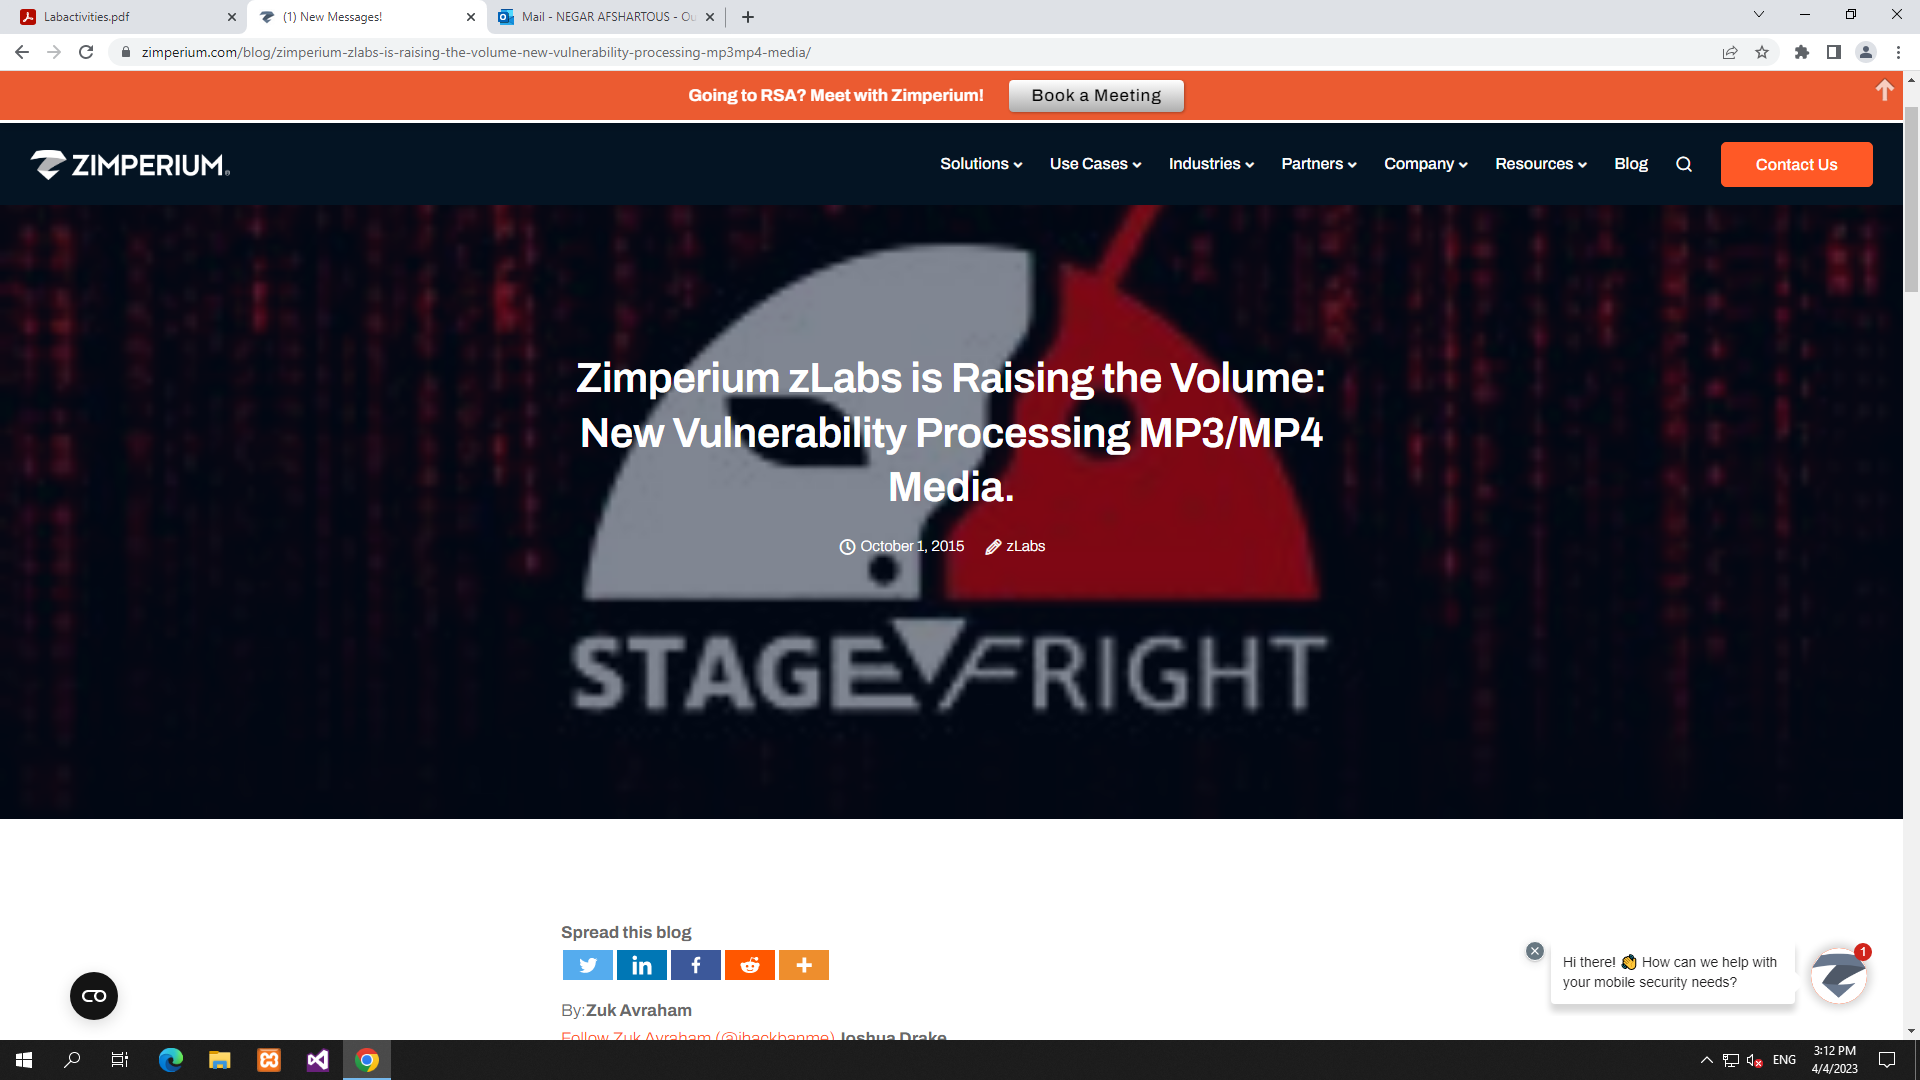 Labactivities.pdf
(1) New Messages!
Mail - NEGAR AFSHARTOUS - Ou
zimperium.com/blog/zimperium-zlabs-is-raising-the-volume-new-vulnerability-processing-mp3mp4-media/
Going to RSA? Meet with Zimperium!
Book a Meeting
ZIMPERIUM®
Solutions
Use Cases
Industries
Partners
Company
Resources
Blog
Contact Us
Zimperium zLabs is Raising the Volume:
New Vulnerability Processing MP3/MP4
Media.
October 1, 2015
zLabs
STAGEFRIGHT
Spread this blog
in
f
By:Zuk Avraham
Follow Zuk Avraham (@ihackbanme) Joshua Drake
Hi there! 👏 How can we help with
your mobile security needs?
1
ENG
3:12 PM
4/4/2023